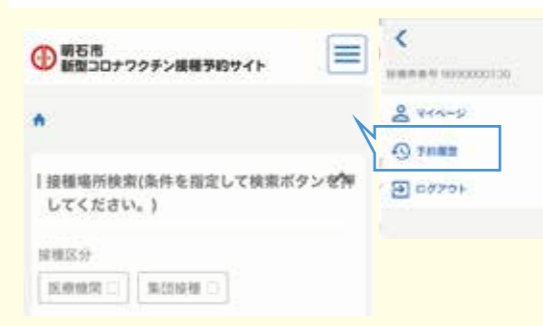 明石市
新型コロナワクチン接種予約サイト
接種場所検索(条件を指定して検索ボタンを押
してください。)
接種区分
医療機関
集団接種
マイページ
予約履歴
ログアウト